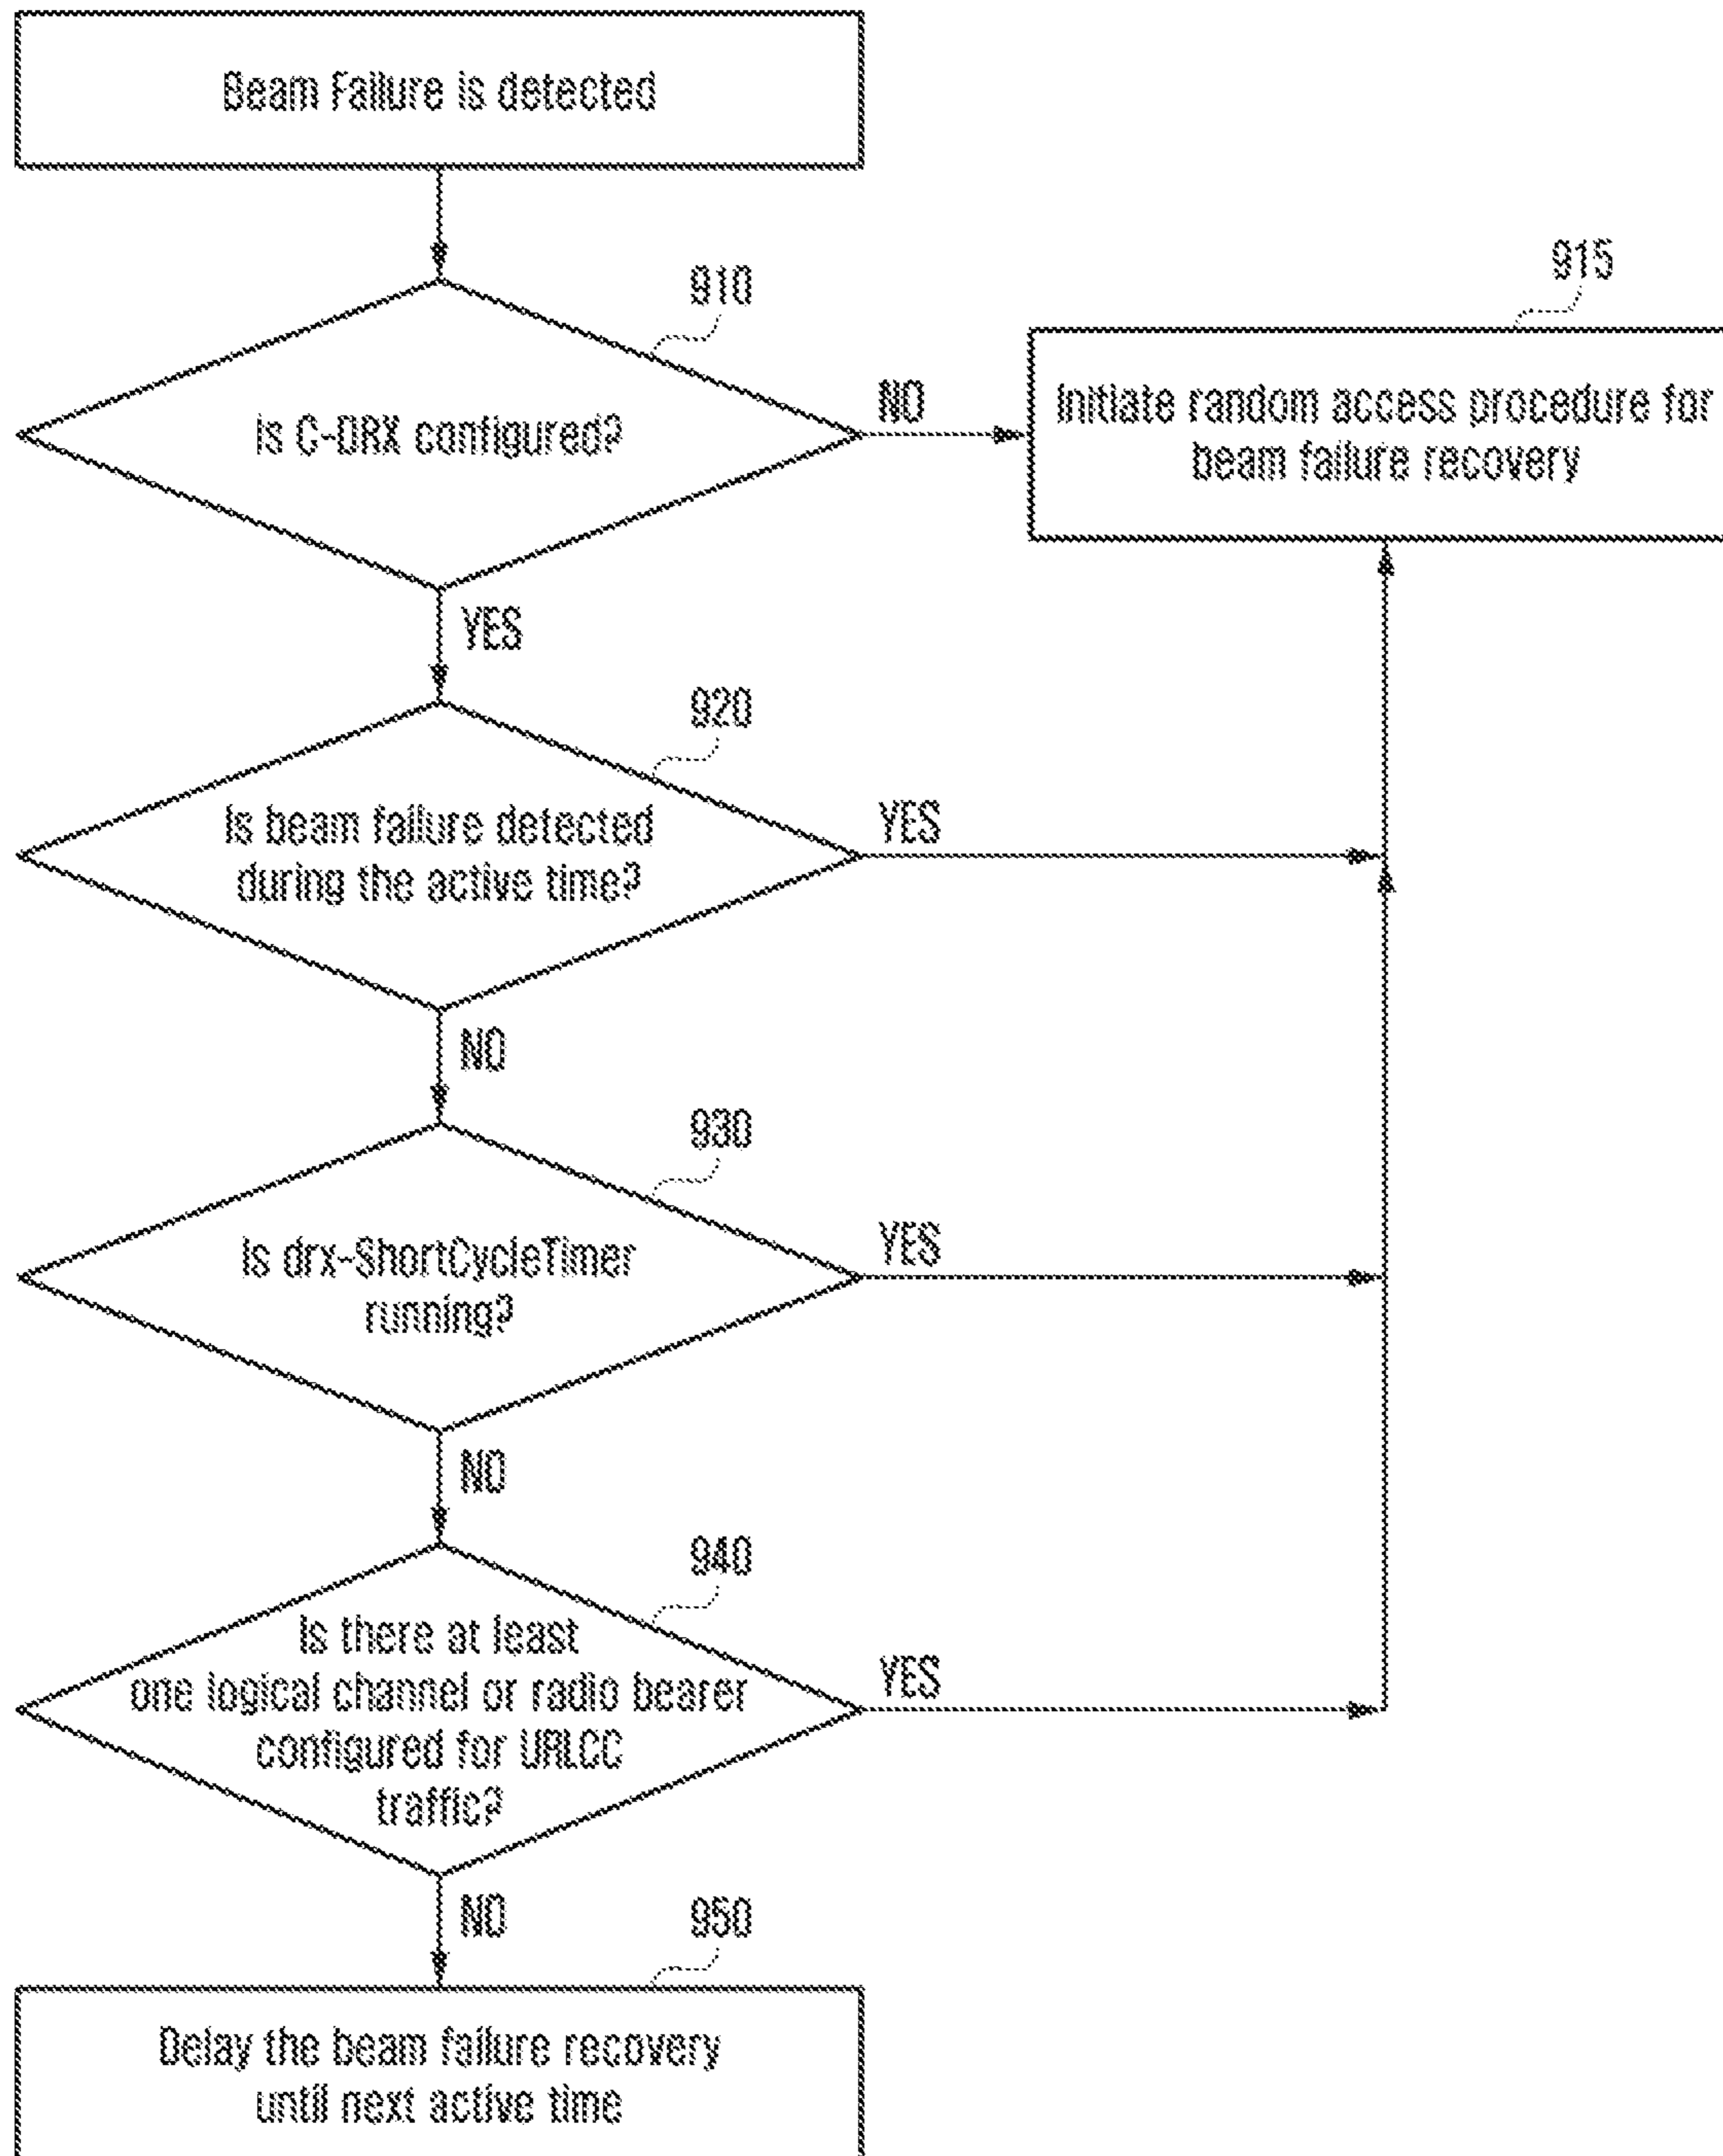 Beam Failure is detected
910
915
is C-DRX configured?
NO
Initiate random access procedure for
beam failure recovery
YES
920
Is beam failure detected
during the active time?
YES
NO
930
Is drx-ShortCycleTimer
running?
YES
NO
940
Is there at least
one logical channel or radio bearer
configured for URLCC
traffic?
YES
NO
950
Delay the beam failure recovery
until next active time